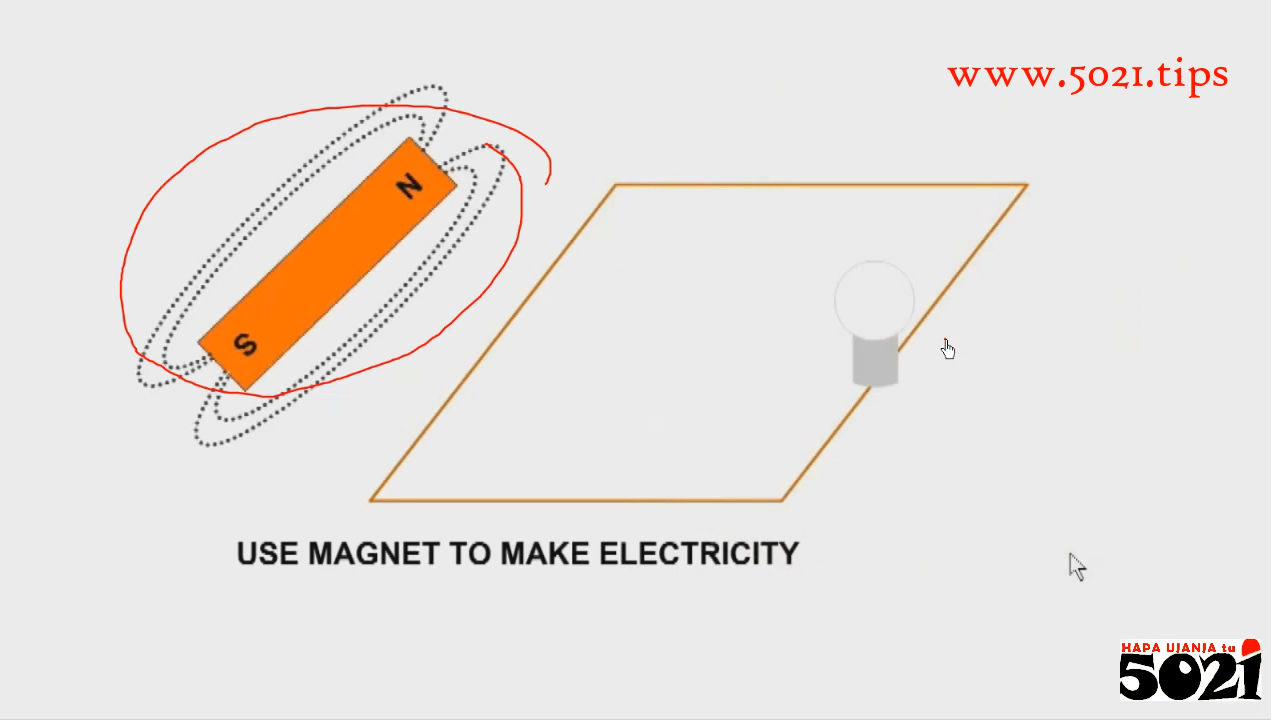 www.5021.tips
N
S
USE MAGNET TO MAKE ELECTRICITY
HAPA UJANJA tu
5021